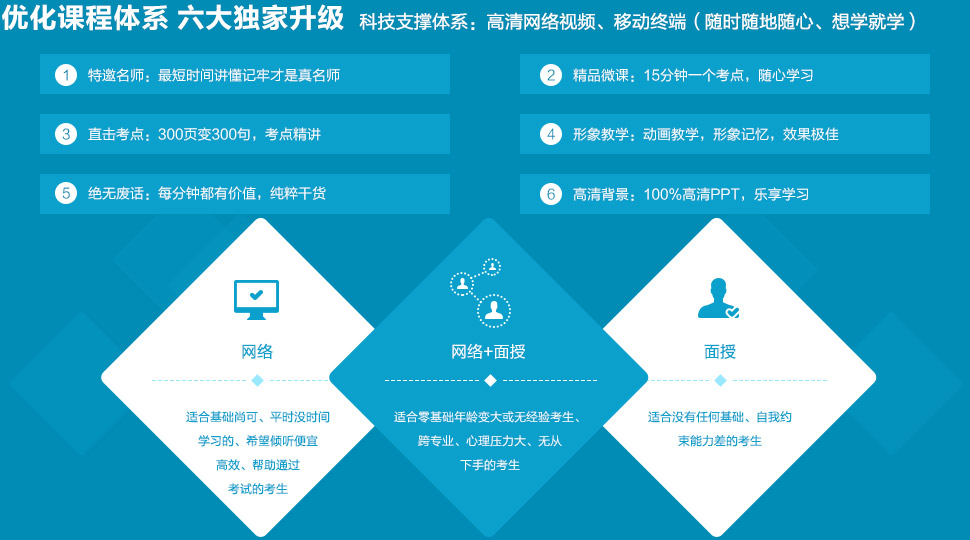 优化课程体系 六大独家升级 科技支撑体系：高清网络视频、移动终端（随时随地随心、想学就学）
1 特邀名师：最短时间讲懂记牢才是真名师
2 精品微课：15分钟一个考点，随心学习
3 直击考点：300页变300句，考点精讲
4 形象教学：动画教学，形象记忆，效果极佳
5 绝无废话：每分钟都有价值，纯粹干货
6 高清背景：100%高清PPT，乐享学习
网络
适合基础尚可、平时没时间
学习的、希望倾听便宜
高效、帮助通过
考试的考生
网络+面授
适合零基础年龄变大或无经验考生、
跨专业、心理压力大、无从
下手的考生
面授
适合没有任何基础、自我约
束能力差的考生